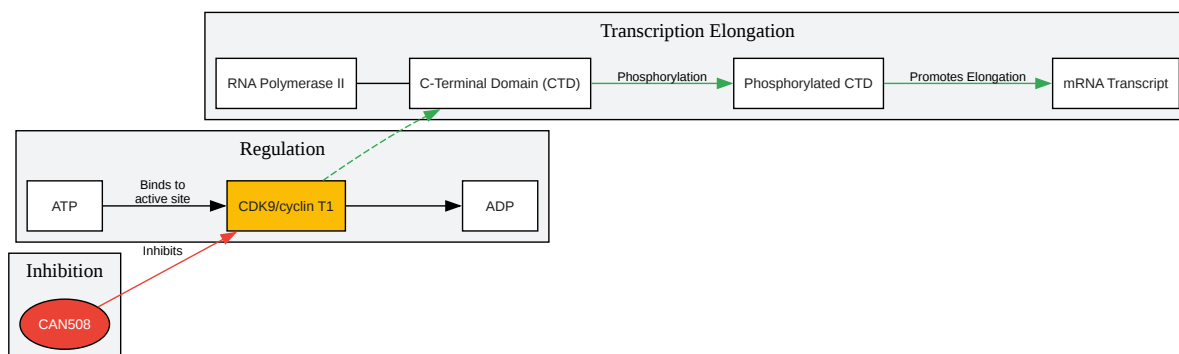 Transcription Elongation
RNA Polymerase II
C-Terminal Domain (CTD)
Phosphorylation
Phosphorylated CTD
Promotes Elongation
mRNA Transcript
Regulation
ATP
Binds to
active site
CDK9/cyclin T1
ADP
Inhibits
Inhibition
CAN508